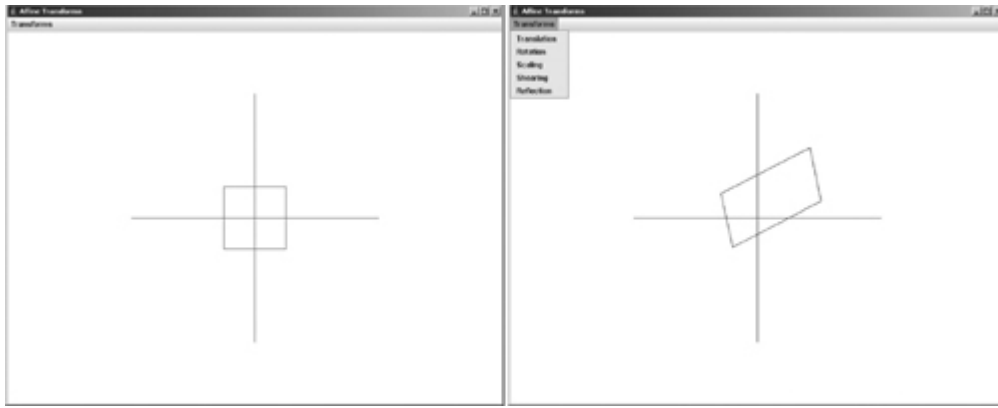 Affine Transforms
Transforms
Affine Transforms
Transforms
Translation
Rotation
Scaling
Shearing
Reflection